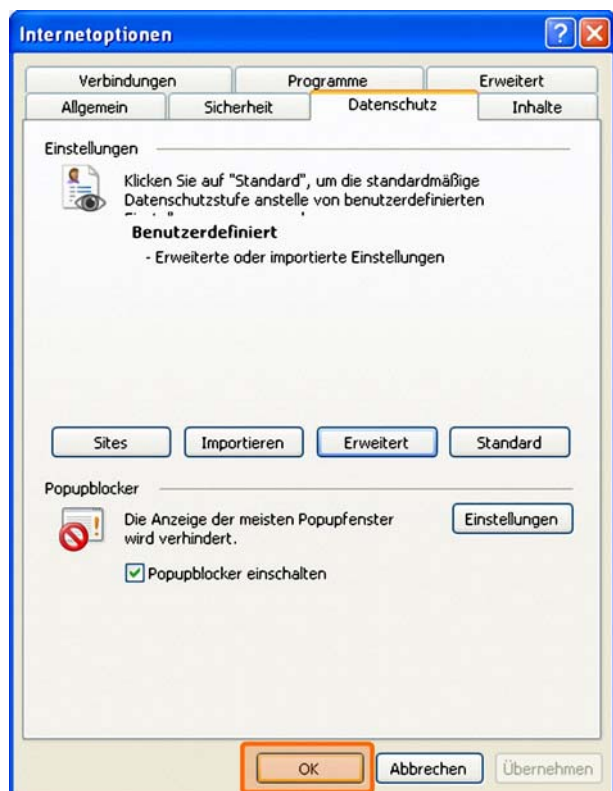 Internetoptionen
Verbindungen Programme Erweitert
Allgemein Sicherheit Datenschutz Inhalte
Einstellungen
Klicken Sie auf "Standard", um die standardmäßige
Datenschutzstufe anstelle von benutzerdefinierten
Benutzerdefiniert
- Erweiterte oder importierte Einstellungen
Sites Importieren Erweitert Standard
Popupblocker
Die Anzeige der meisten Popupfenster
wird verhindert.
Einstellungen
Popupblocker einschalten
OK Abbrechen Übernehmen